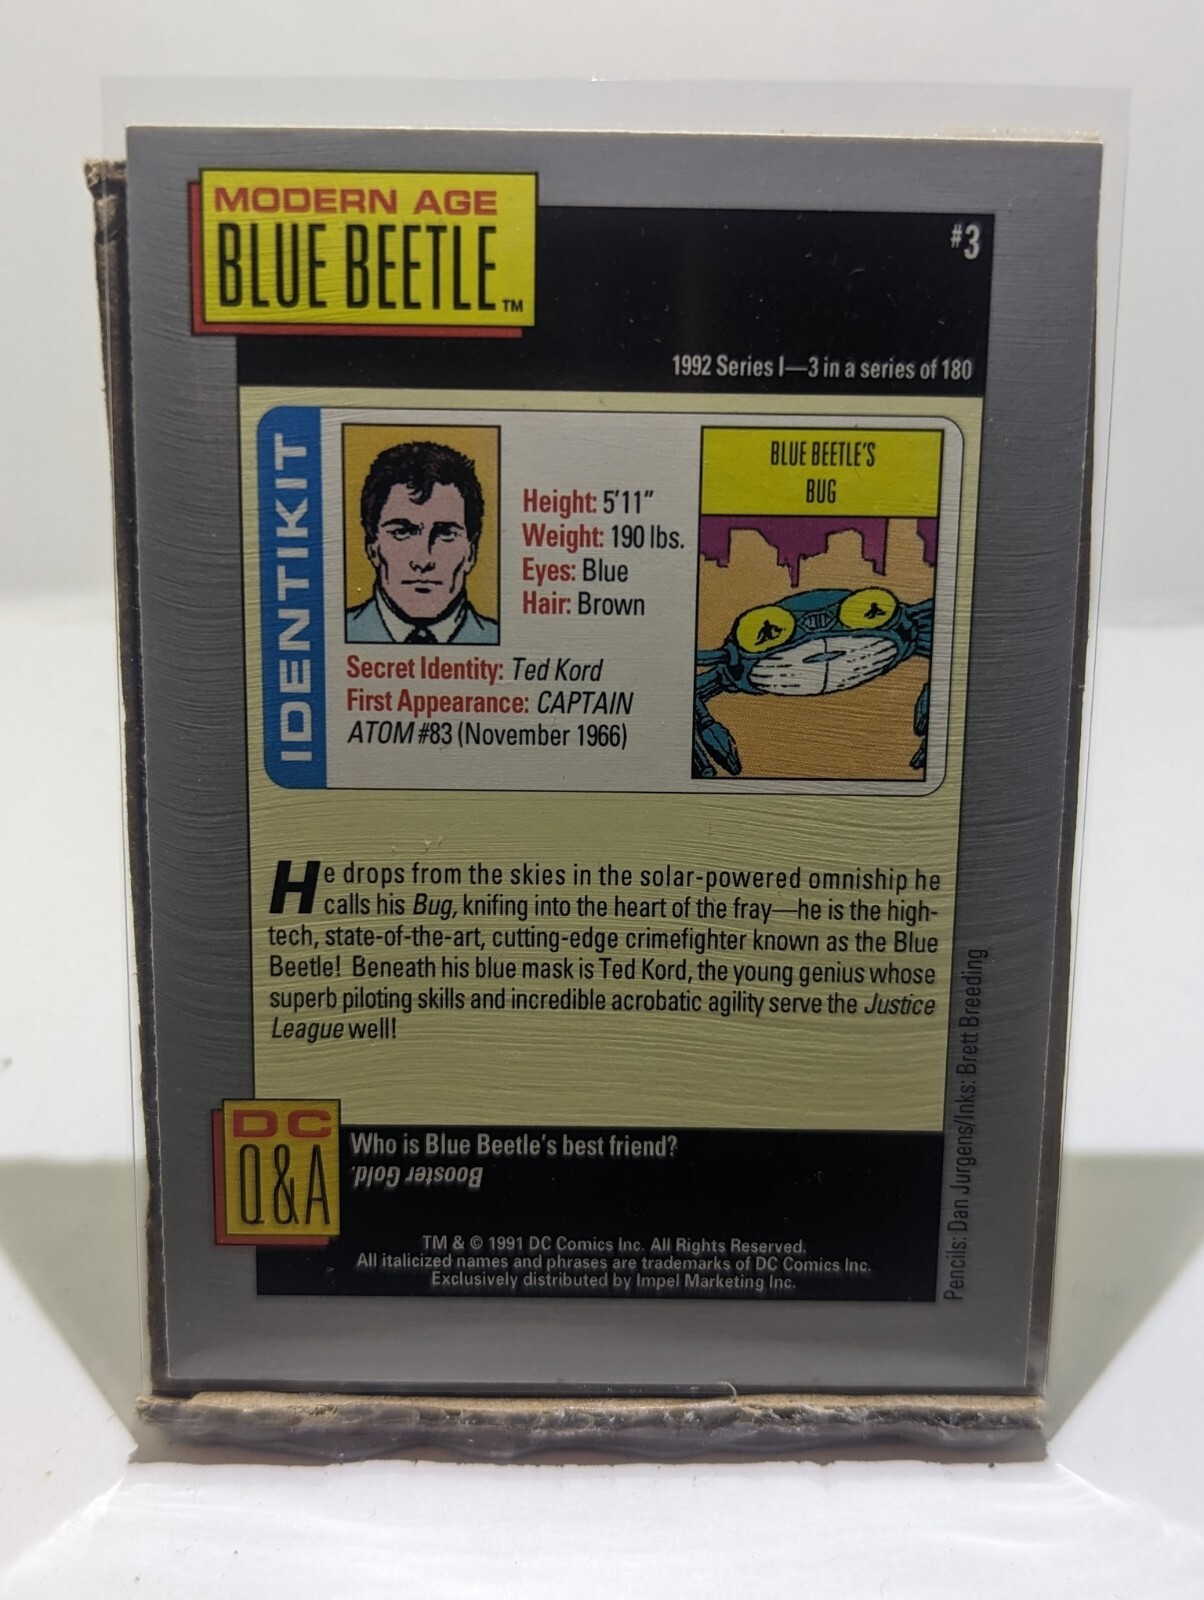 MODERN AGE
BLUE BEETLE™
#3
1992 Series I—3 in a series of 180
IDENTIKIT
Height: 5'11"
Weight: 190 lbs.
Eyes: Blue
Hair: Brown
Secret Identity: Ted Kord
First Appearance: CAPTAIN
ATOM #83 (November 1966)
BLUE BEETLE'S
BUG
He drops from the skies in the solar-powered omniship he
calls his Bug, knifing into the heart of the fray—he is the high-
tech, state-of-the-art, cutting-edge crimefighter known as the Blue
Beetle! Beneath his blue mask is Ted Kord, the young genius whose
superb piloting skills and incredible acrobatic agility serve the Justice
League well!
Pencils: Dan Jurgens/Inks: Brett Breeding
DC
Q&A
Who is Blue Beetle's best friend?
Booster Gold.
TM & © 1991 DC Comics Inc. All Rights Reserved.
All italicized names and phrases are trademarks of DC Comics Inc.
Exclusively distributed by Impel Marketing Inc.